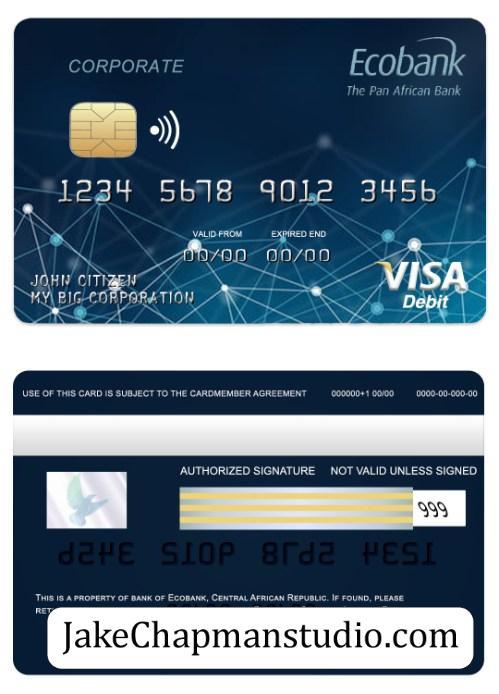 CORPORATE
Ecobank
The Pan African Bank
1234 5678 9012 3456
VALID FROM EXPIRED END
00/00 00/00
JOHN CITIZEN
MY BIG CORPORATION
VISA
Debit
USE OF THIS CARD IS SUBJECT TO THE CARDMEMBER AGREEMENT 000000+1 00/00 0000-00-000-00
AUTHORIZED SIGNATURE NOT VALID UNLESS SIGNED
999
THIS IS A PROPERTY OF BANK OF ECOBANK, CENTRAL AFRICAN REPUBLIC. IF FOUND, PLEASE
JakeChapmanstudio.com